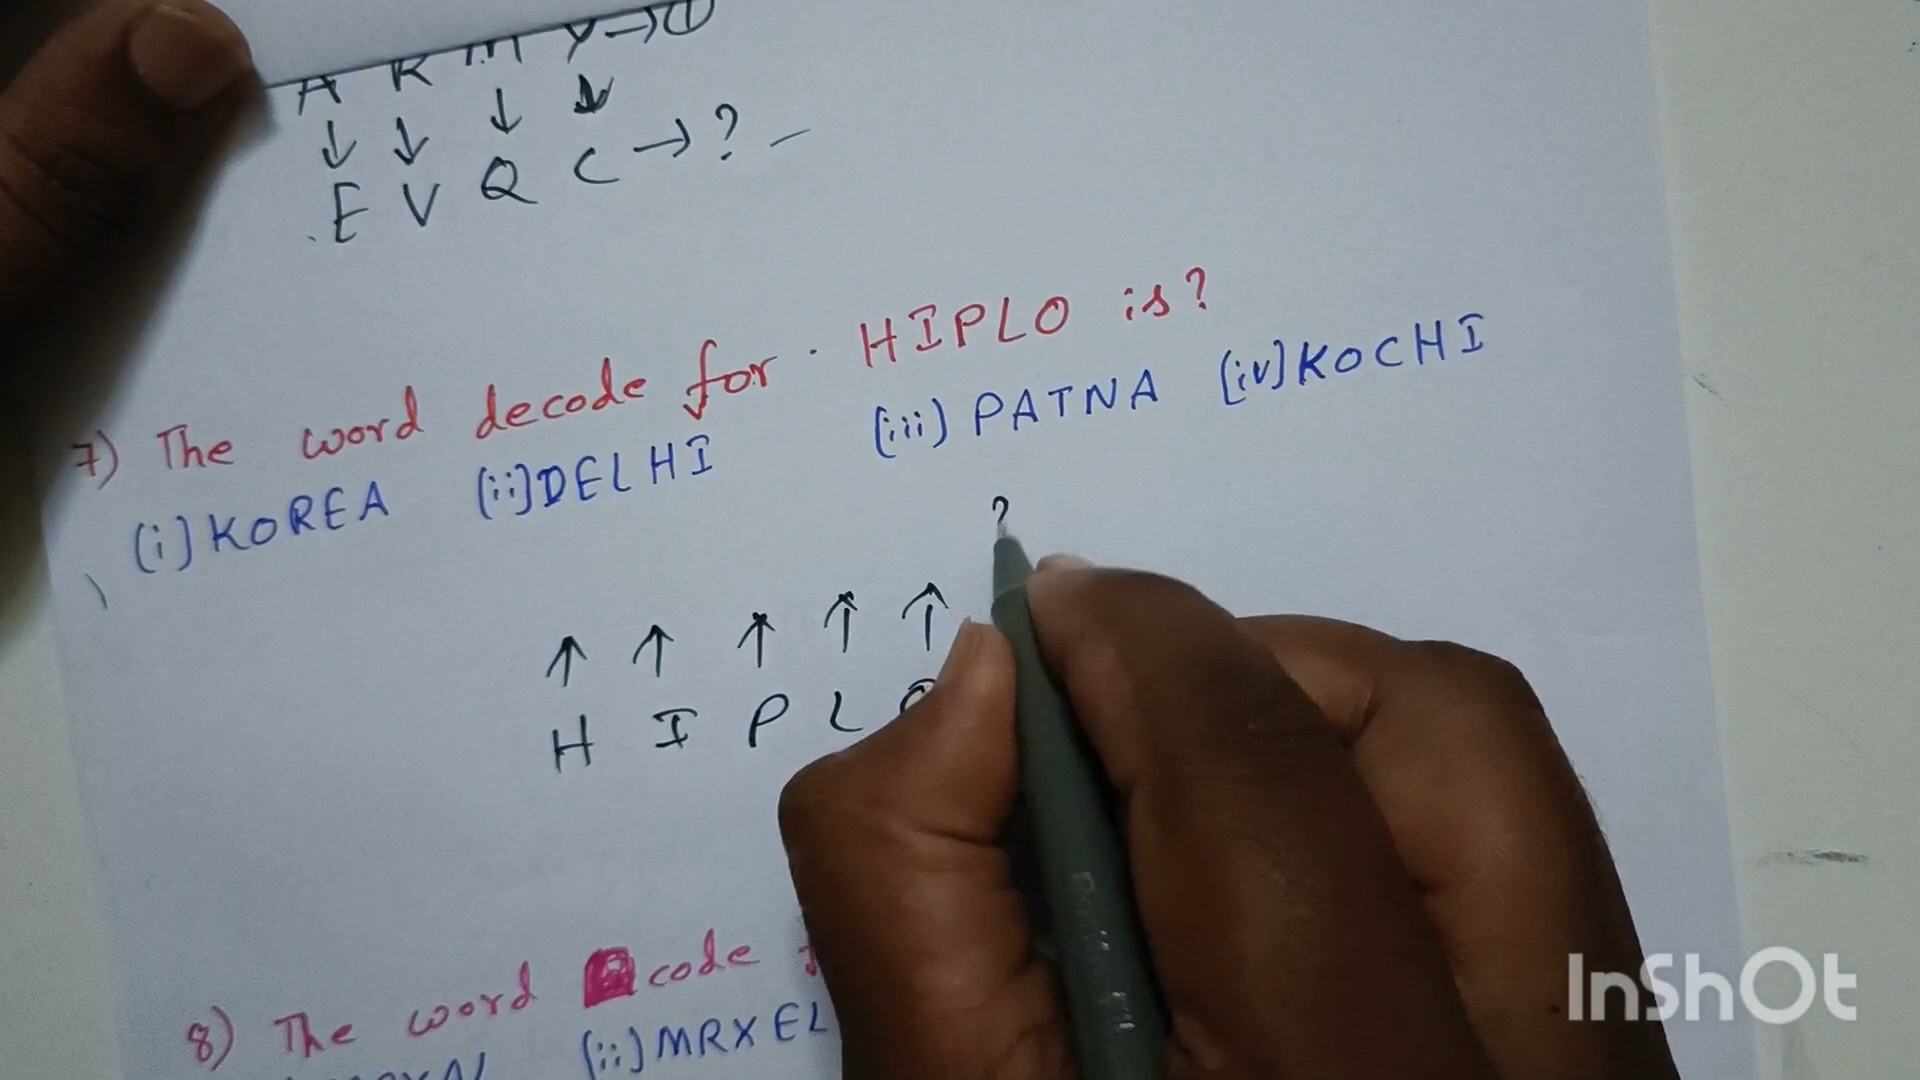 A R M Y → 1
↓ ↓ ↓ ↓
E V Q C → ? –
7) The word decode for HIPLO is?
(i) KOREA (ii) DELHI (iii) PATNA (iv) KOCHI
?
↑ ↑ ↑ ↑ ↑
H I P L O
8) The word code
(ii) MRXEL
InShOt